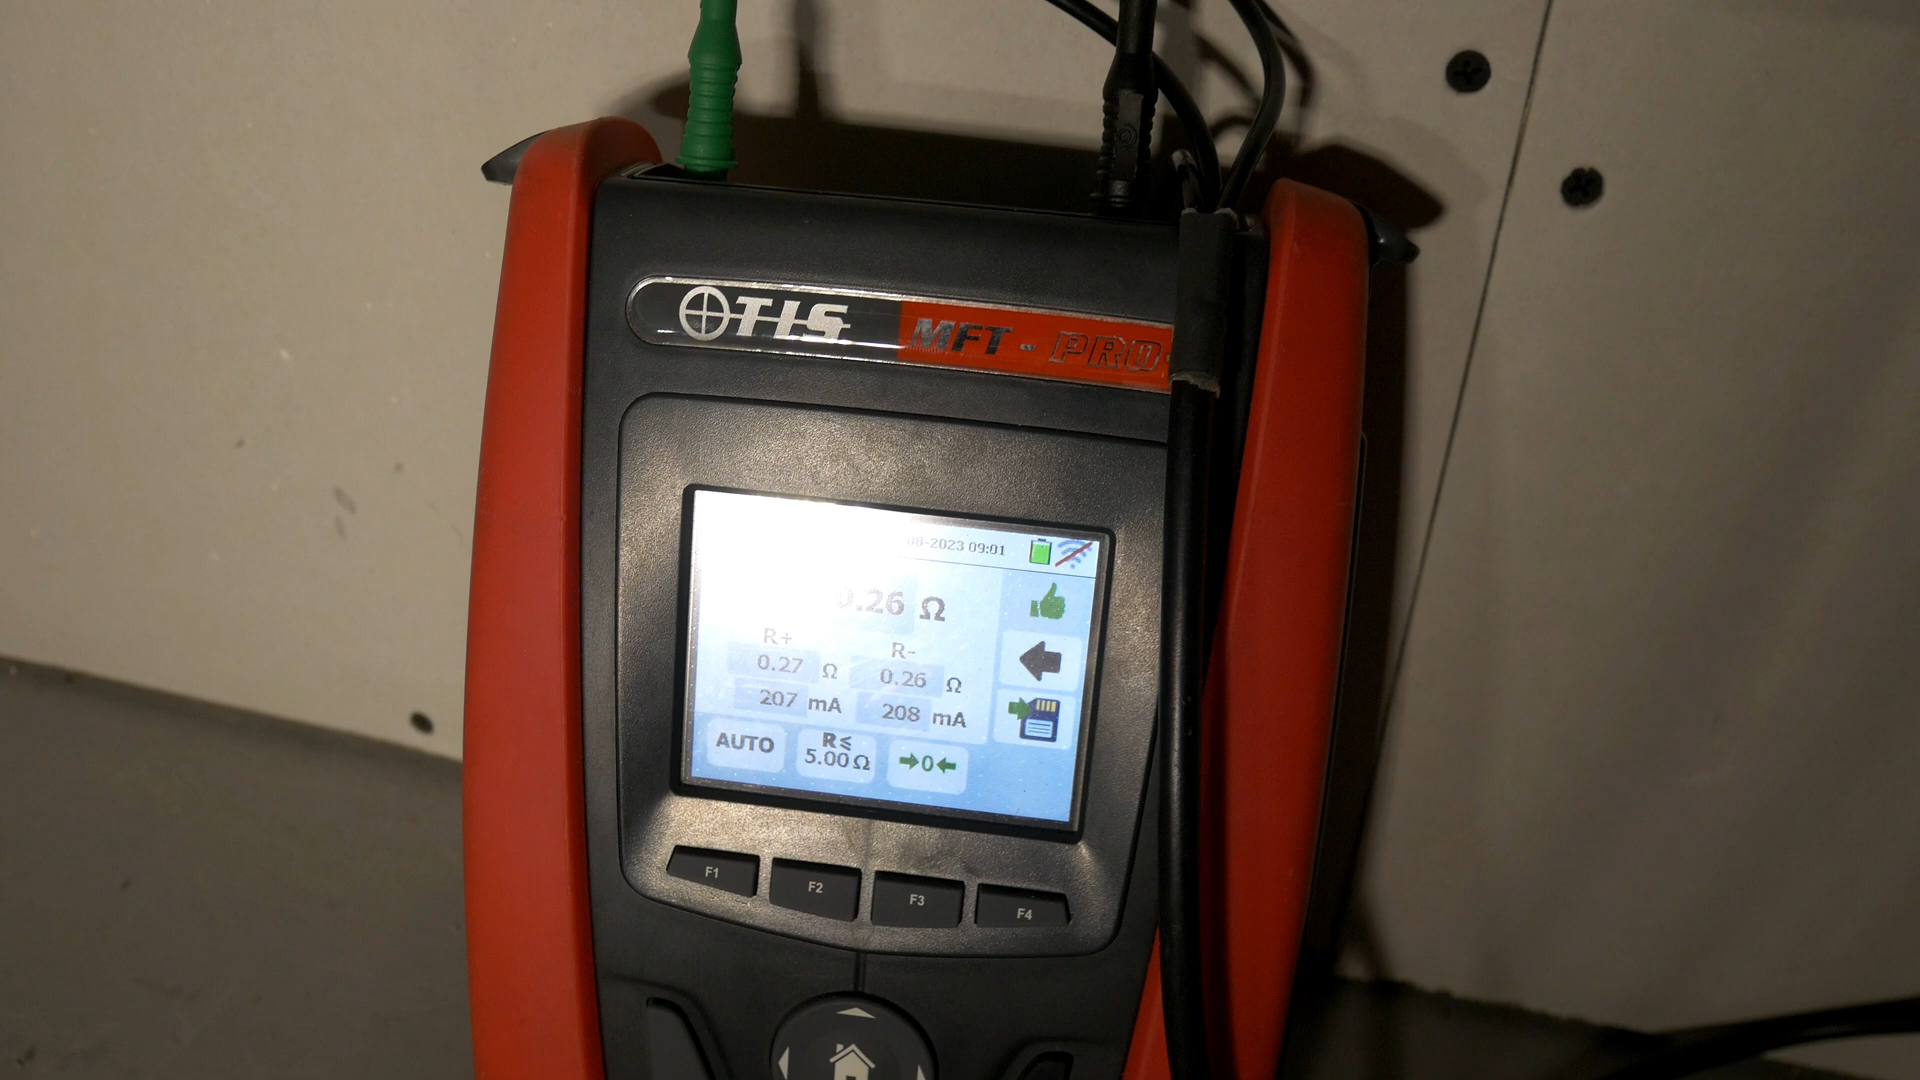 TIS MFT - PRO
08-2023 09:01
0.26 Ω
R+ R-
0.27 Ω 0.26 Ω
207 mA 208 mA
AUTO R≤ 5.00Ω →0←
F1 F2 F3 F4